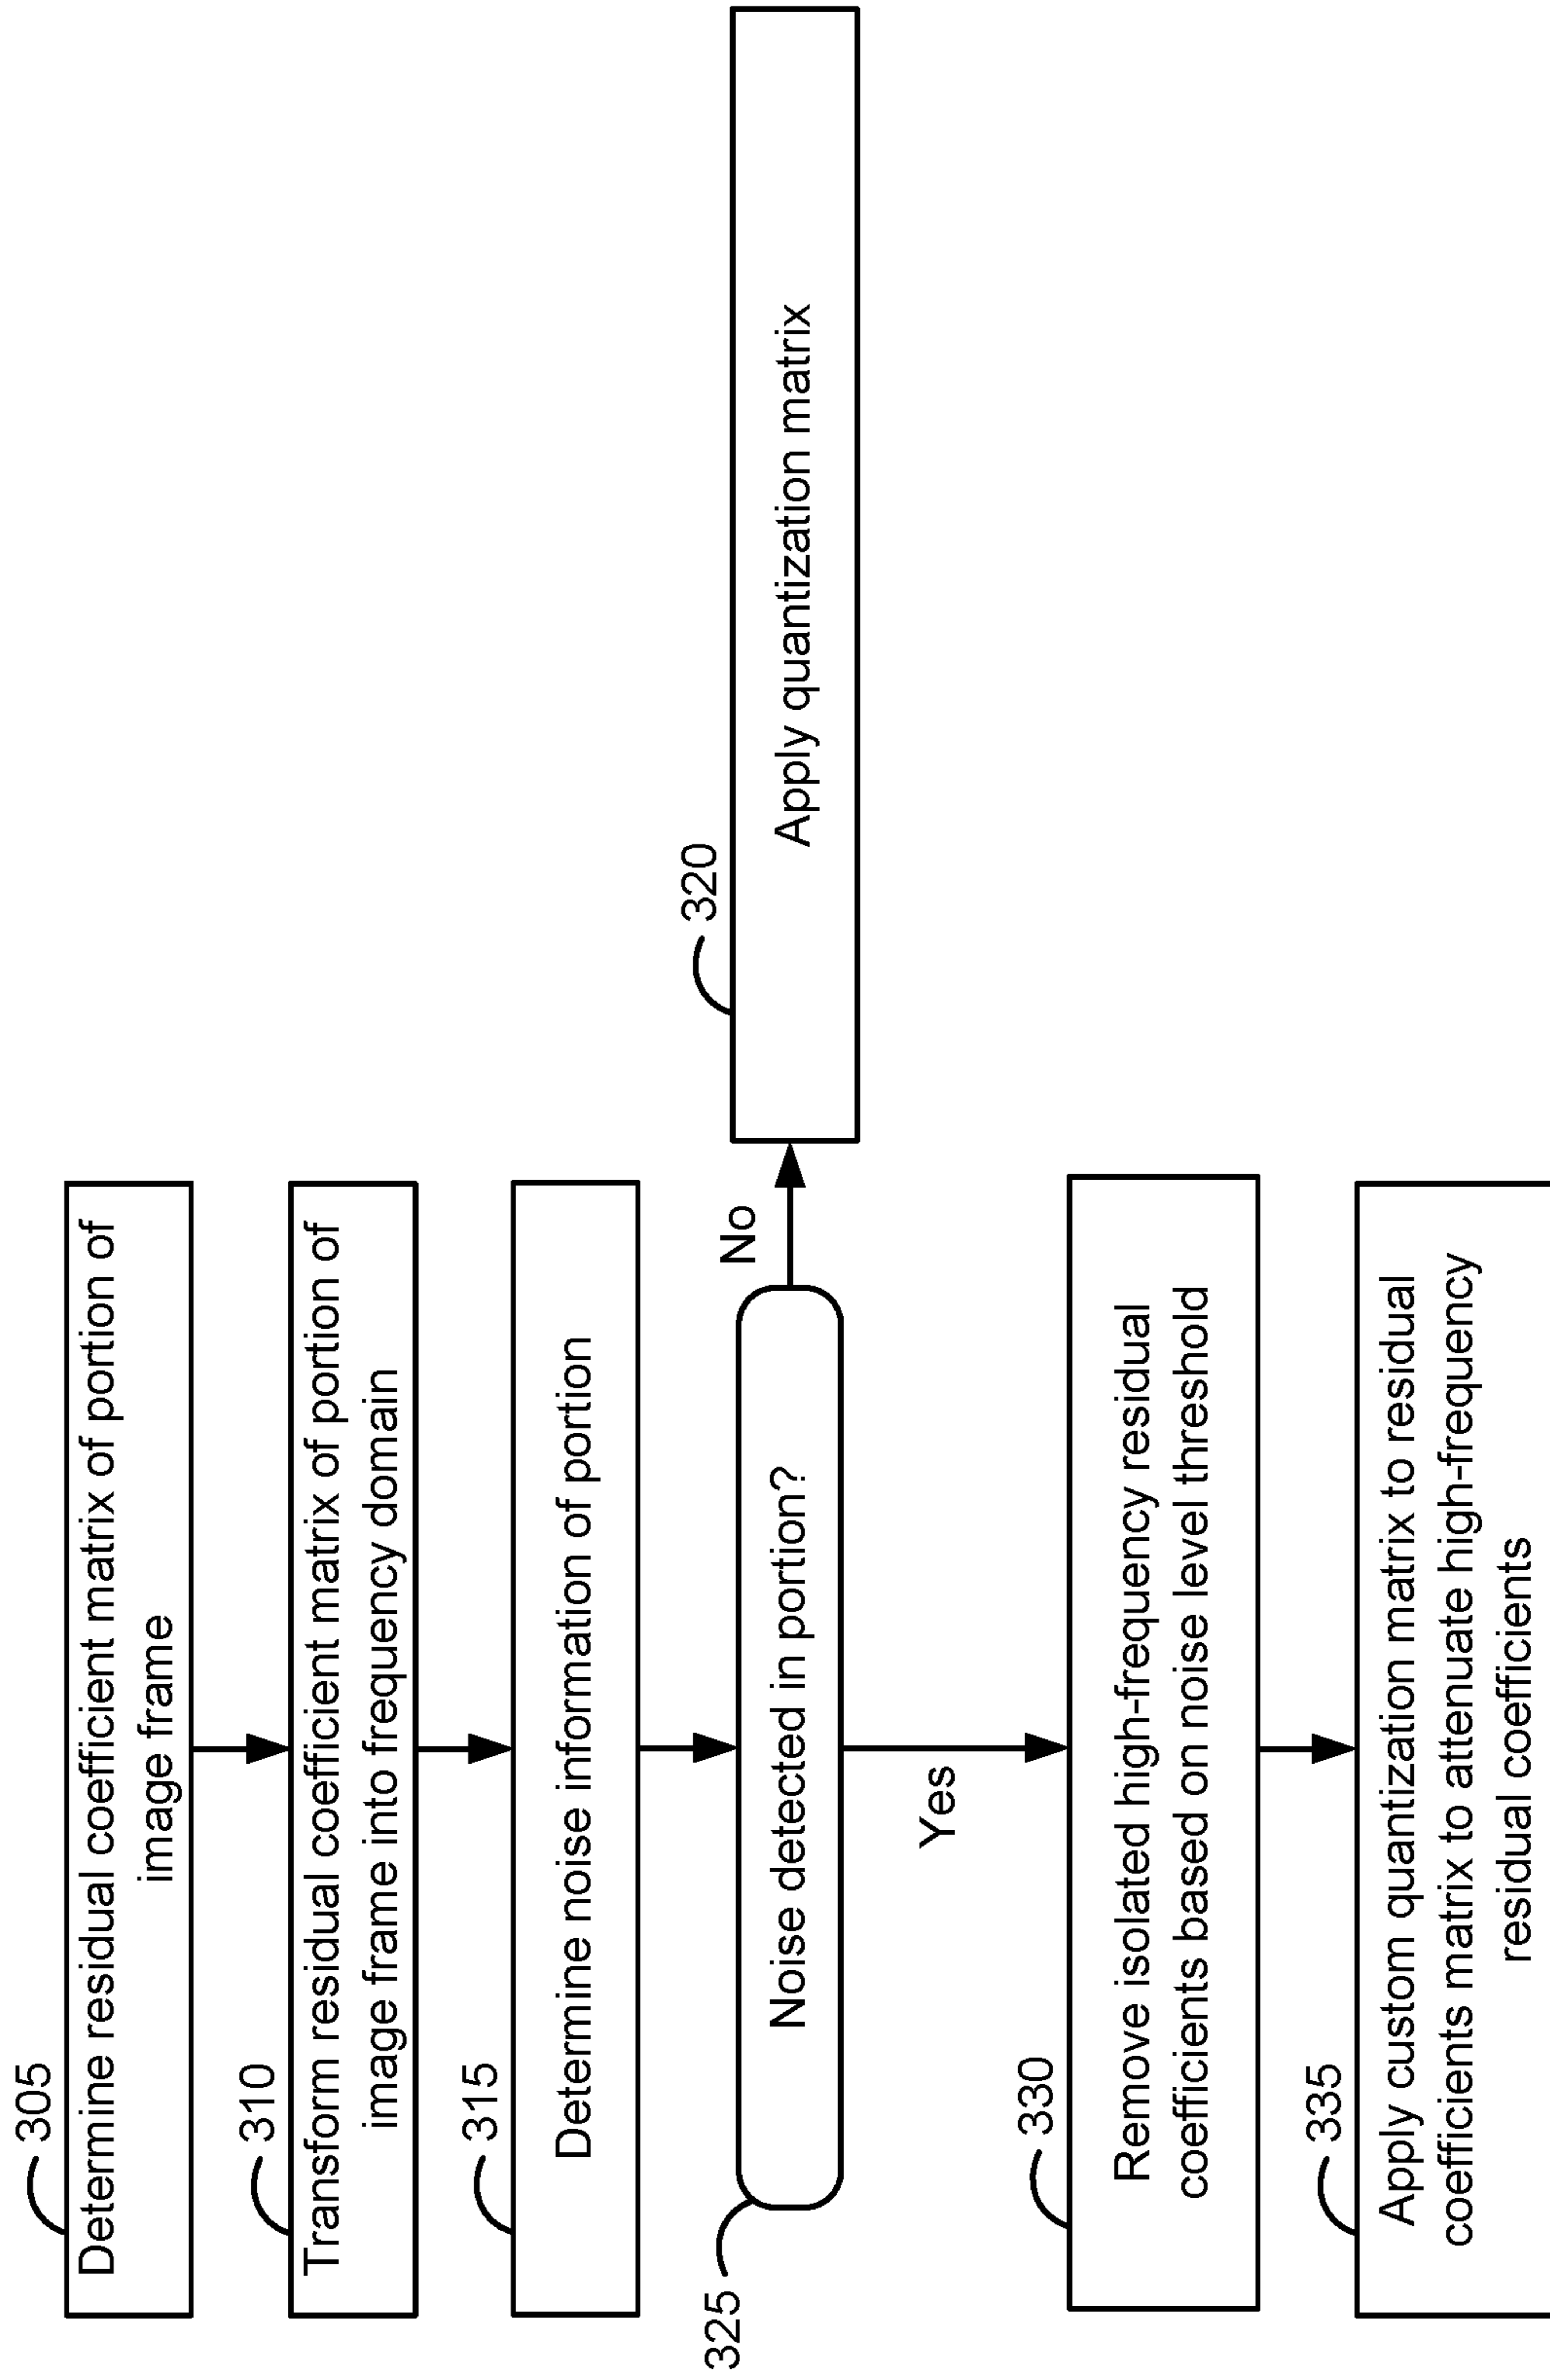 305
Determine residual coefficient matrix of portion of
image frame
310
Transform residual coefficient matrix of portion of
image frame into frequency domain
315
Determine noise information of portion
325
Noise detected in portion?
No
320
Apply quantization matrix
Yes
330
Remove isolated high-frequency residual
coefficients based on noise level threshold
335
Apply custom quantization matrix to residual
coefficients matrix to attenuate high-frequency
residual coefficients